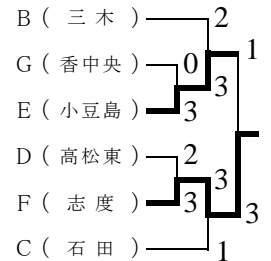 B ( 三木 ) 2
G ( 香中央 ) 0 1
E ( 小豆島 ) 3 3
D ( 高松東 ) 2 3
F ( 志度 ) 3 3
C ( 石田 ) 1